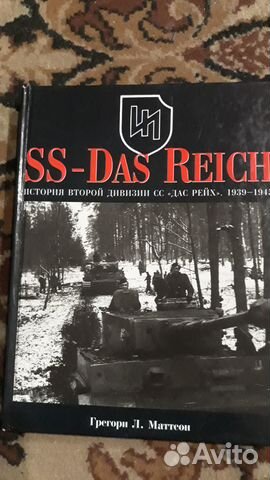 SS-DAS REICH
ИСТОРИЯ ВТОРОЙ ДИВИЗИИ СС «ДАС РЕЙХ». 1939–194
Грегори Л. Маттсон
Avito